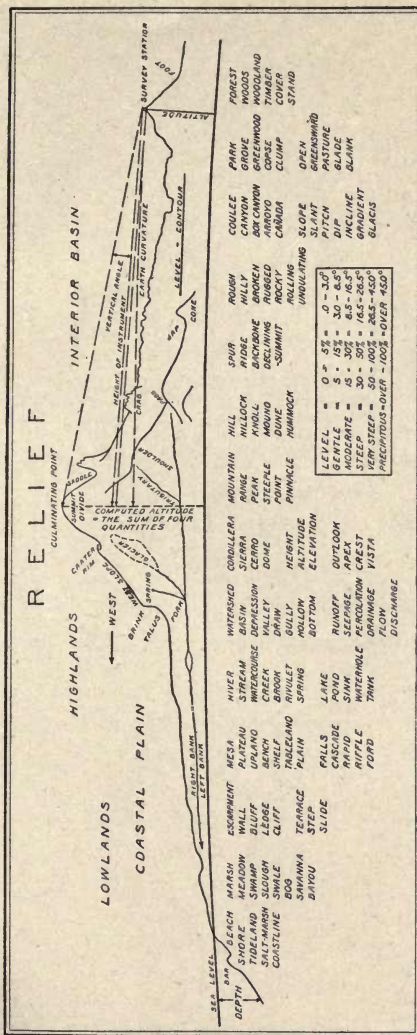 RELIEF
CULMINATING POINT
HIGHLANDS
INTERIOR BASIN
LOWLANDS
COASTAL PLAIN
WEST
SUMMIT
DIVIDE
SADDLE
CRATER
RIM
GLACIER
WEST SLOPE
BRINK
SPRING
TALUS
FORK
TRIBUTARY
SHOULDER
CRAG
GAP
CONE
VERTICAL ANGLE
HEIGHT OF INSTRUMENT
EARTH CURVATURE
LEVEL - CONTOUR
SURVEY STATION
FOOT
ALTITUDE
COMPUTED ALTITUDE
= THE SUM OF FOUR
QUANTITIES
RIGHT BANK
LEFT BANK
SEA LEVEL
BAR
DEPTH
BEACH
SHORE
TIDELAND
SALT-MARSH
COASTLINE
MARSH
MEADOW
SWAMP
SLOUGH
SWALE
BOG
SAVANNA
BAYOU
ESCARPMENT
WALL
BLUFF
LEDGE
CLIFF
TERRACE
STEP
SLIDE
MESA
PLATEAU
UPLAND
BENCH
SHELF
TABLELAND
PLAIN
FALLS
CASCADE
RAPID
RIFFLE
FORD
RIVER
STREAM
WATERCOURSE
CREEK
BROOK
RIVULET
SPRING
LAKE
POND
SINK
WATERHOLE
TANK
WATERSHED
BASIN
DEPRESSION
VALLEY
DRAW
GULLY
HOLLOW
BOTTOM
RUNOFF
SEEPAGE
PERCOLATION
DRAINAGE
FLOW
DISCHARGE
CORDILLERA
SIERRA
CERRO
DOME
HEIGHT
ALTITUDE
ELEVATION
OUTLOOK
APEX
CREST
VISTA
MOUNTAIN
RANGE
PEAK
STEEPLE
POINT
PINNACLE
HILL
HILLOCK
KNOLL
MOUND
DUNE
HUMMOCK
SPUR
RIDGE
BACKBONE
DECLINING
-SUMMIT
ROUGH
HILLY
BROKEN
RUGGED
ROCKY
ROLLING
UNDULATING
COULEE
CANYON
BOX CANYON
ARROYO
CAÑADA
SLOPE
SLANT
PITCH
DIP
INCLINE
GRADIENT
GLACIS
PARK
GROVE
GREENWOOD
COPSE
CLUMP
OPEN
GREENSWARD
PASTURE
GLADE
BLANK
FOREST
WOODS
WOODLAND
TIMBER
COVER
STAND
LEVEL = 0 - 5% = .0 - 3.0°
GENTLE = 5 - 15% = 3.0 - 8.5°
MODERATE = 15 - 30% = 8.5 - 16.5°
STEEP = 30 - 50% = 16.5 - 26.5°
VERY STEEP = 50 - 100% = 26.5 - 45.0°
PRECIPITOUS = OVER - 100% = OVER 45.0°